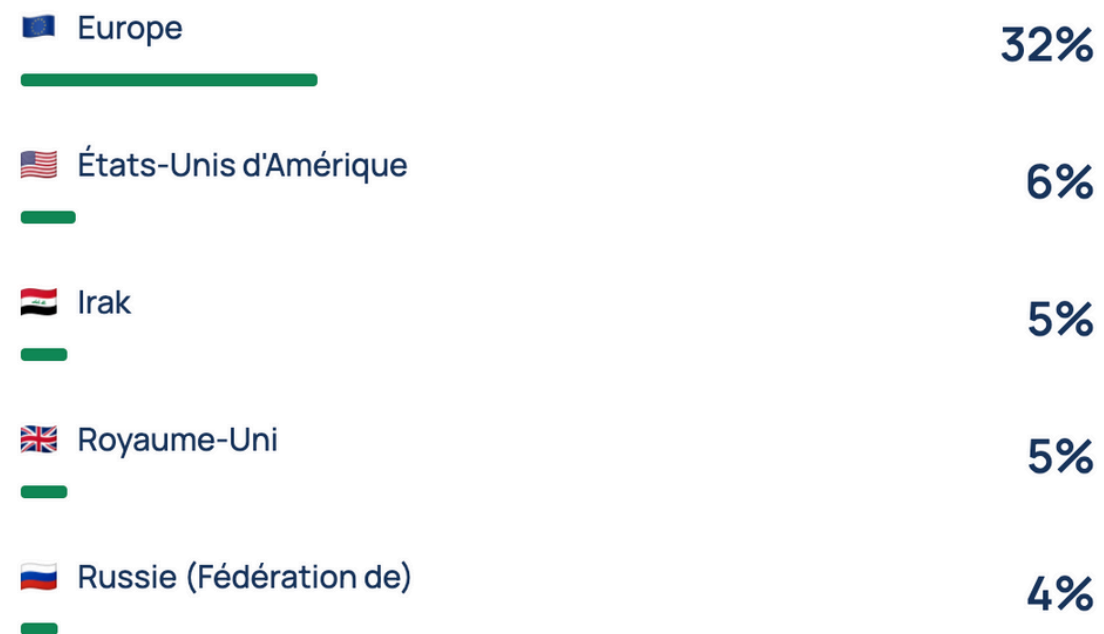 Europe
32%
États-Unis d'Amérique
6%
Irak
5%
Royaume-Uni
5%
Russie (Fédération de)
4%